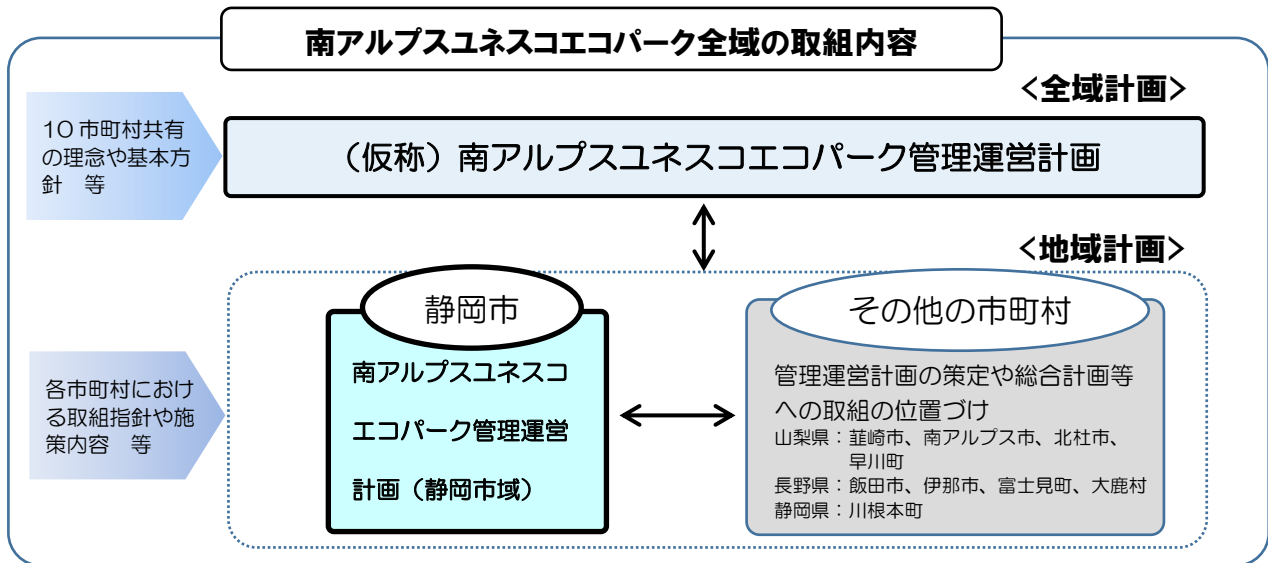 南アルプスユネスコエコパーク全域の取組内容
<全域計画>
10市町村共有
の理念や基本方
針　等
（仮称）南アルプスユネスコエコパーク管理運営計画
<地域計画>
各市町村におけ
る取組指針や施
策内容　等
静岡市
南アルプスユネスコ
エコパーク管理運営
計画（静岡市域）
その他の市町村
管理運営計画の策定や総合計画等
への取組の位置づけ
山梨県：韮崎市、南アルプス市、北杜市、
早川町
長野県：飯田市、伊那市、富士見町、大鹿村
静岡県：川根本町